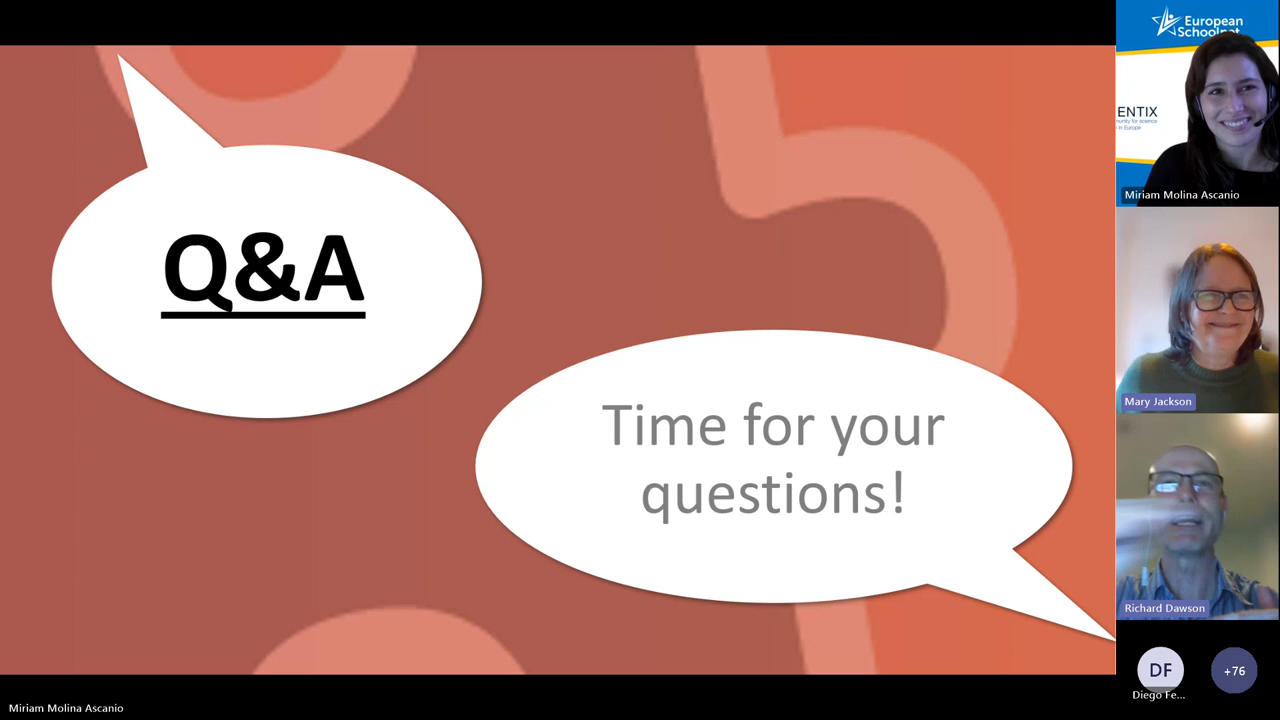 Q&A
Time for your
questions!
European
Schoolnet
ENTIX
Miriam Molina Ascanio
Mary Jackson
Richard Dawson
DF
+76
Diego Fe...
Miriam Molina Ascanio